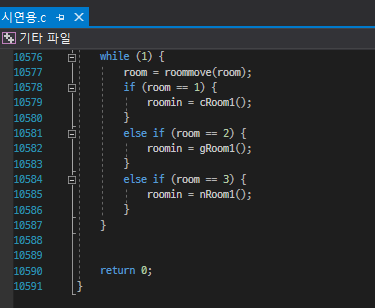 시연용.c
기타 파일
10576 while (1) {
10577 room = roommove(room);
10578 if (room == 1) {
10579 roomin = cRoom1();
10580 }
10581 else if (room == 2) {
10582 roomin = gRoom1();
10583 }
10584 else if (room == 3) {
10585 roomin = nRoom1();
10586 }
10587 }
10588
10589
10590 return 0;
10591 }